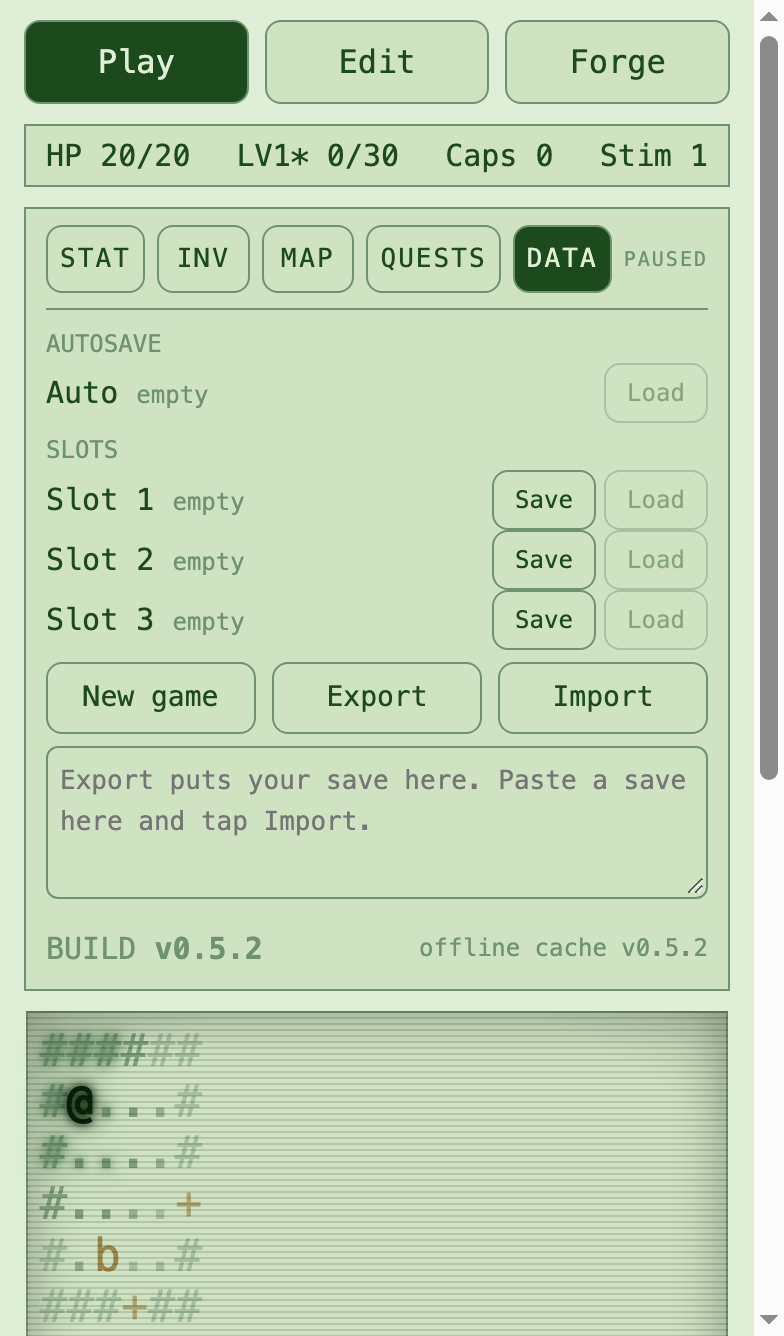 Play Edit Forge
HP 20/20 LV1* 0/30 Caps 0 Stim 1
STAT INV MAP QUESTS DATA PAUSED
AUTOSAVE
Auto empty Load
SLOTS
Slot 1 empty Save Load
Slot 2 empty Save Load
Slot 3 empty Save Load
New game Export Import
Export puts your save here. Paste a save
here and tap Import.
BUILD v0.5.2 offline cache v0.5.2
#######
#@...#
#....#
#....+
#.b..#
###+##